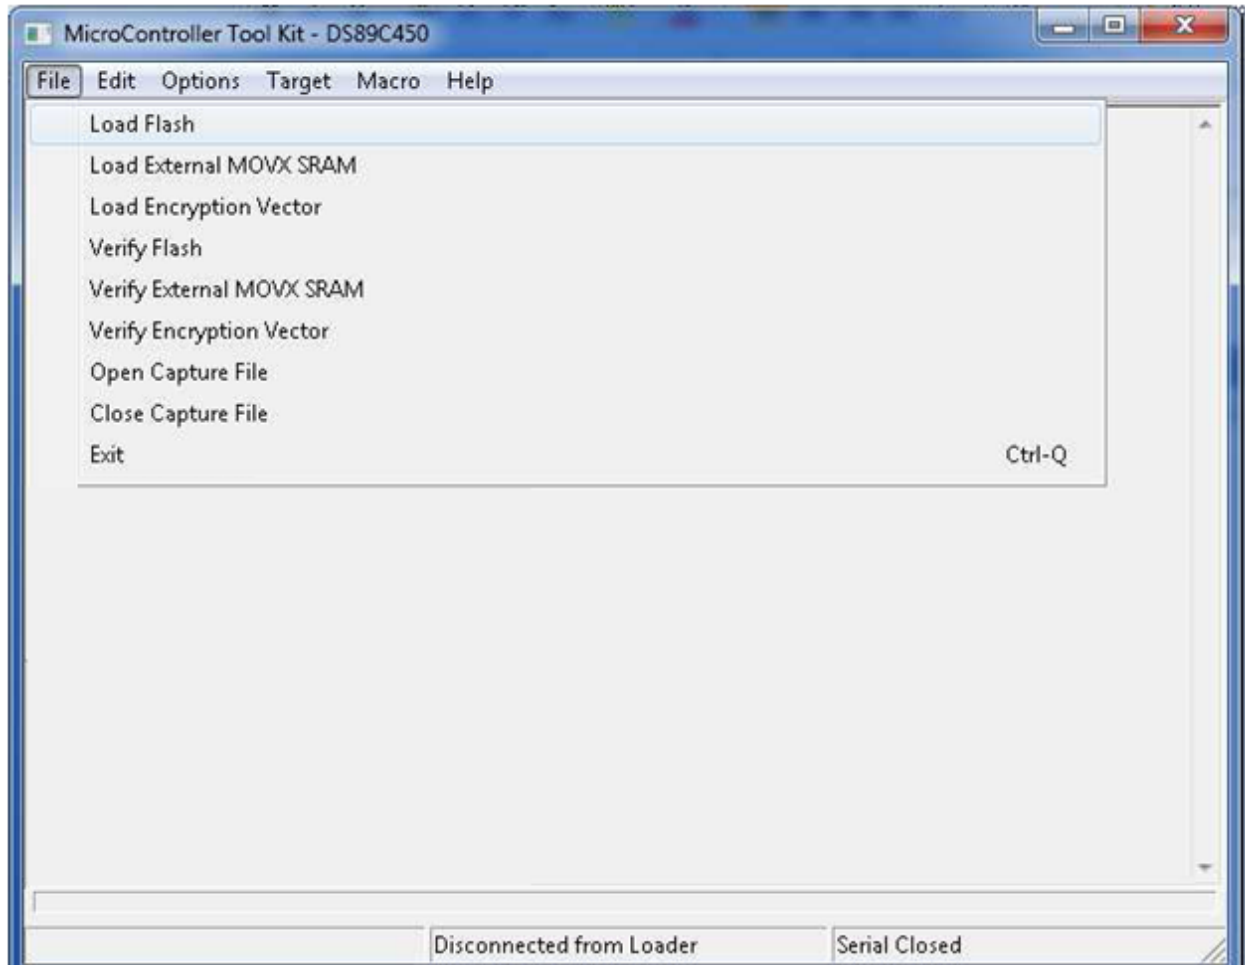 MicroController Tool Kit - DS89C450
File Edit Options Target Macro Help
Load Flash
Load External MOVX SRAM
Load Encryption Vector
Verify Flash
Verify External MOVX SRAM
Verify Encryption Vector
Open Capture File
Close Capture File
Exit Ctrl-Q
Disconnected from Loader Serial Closed